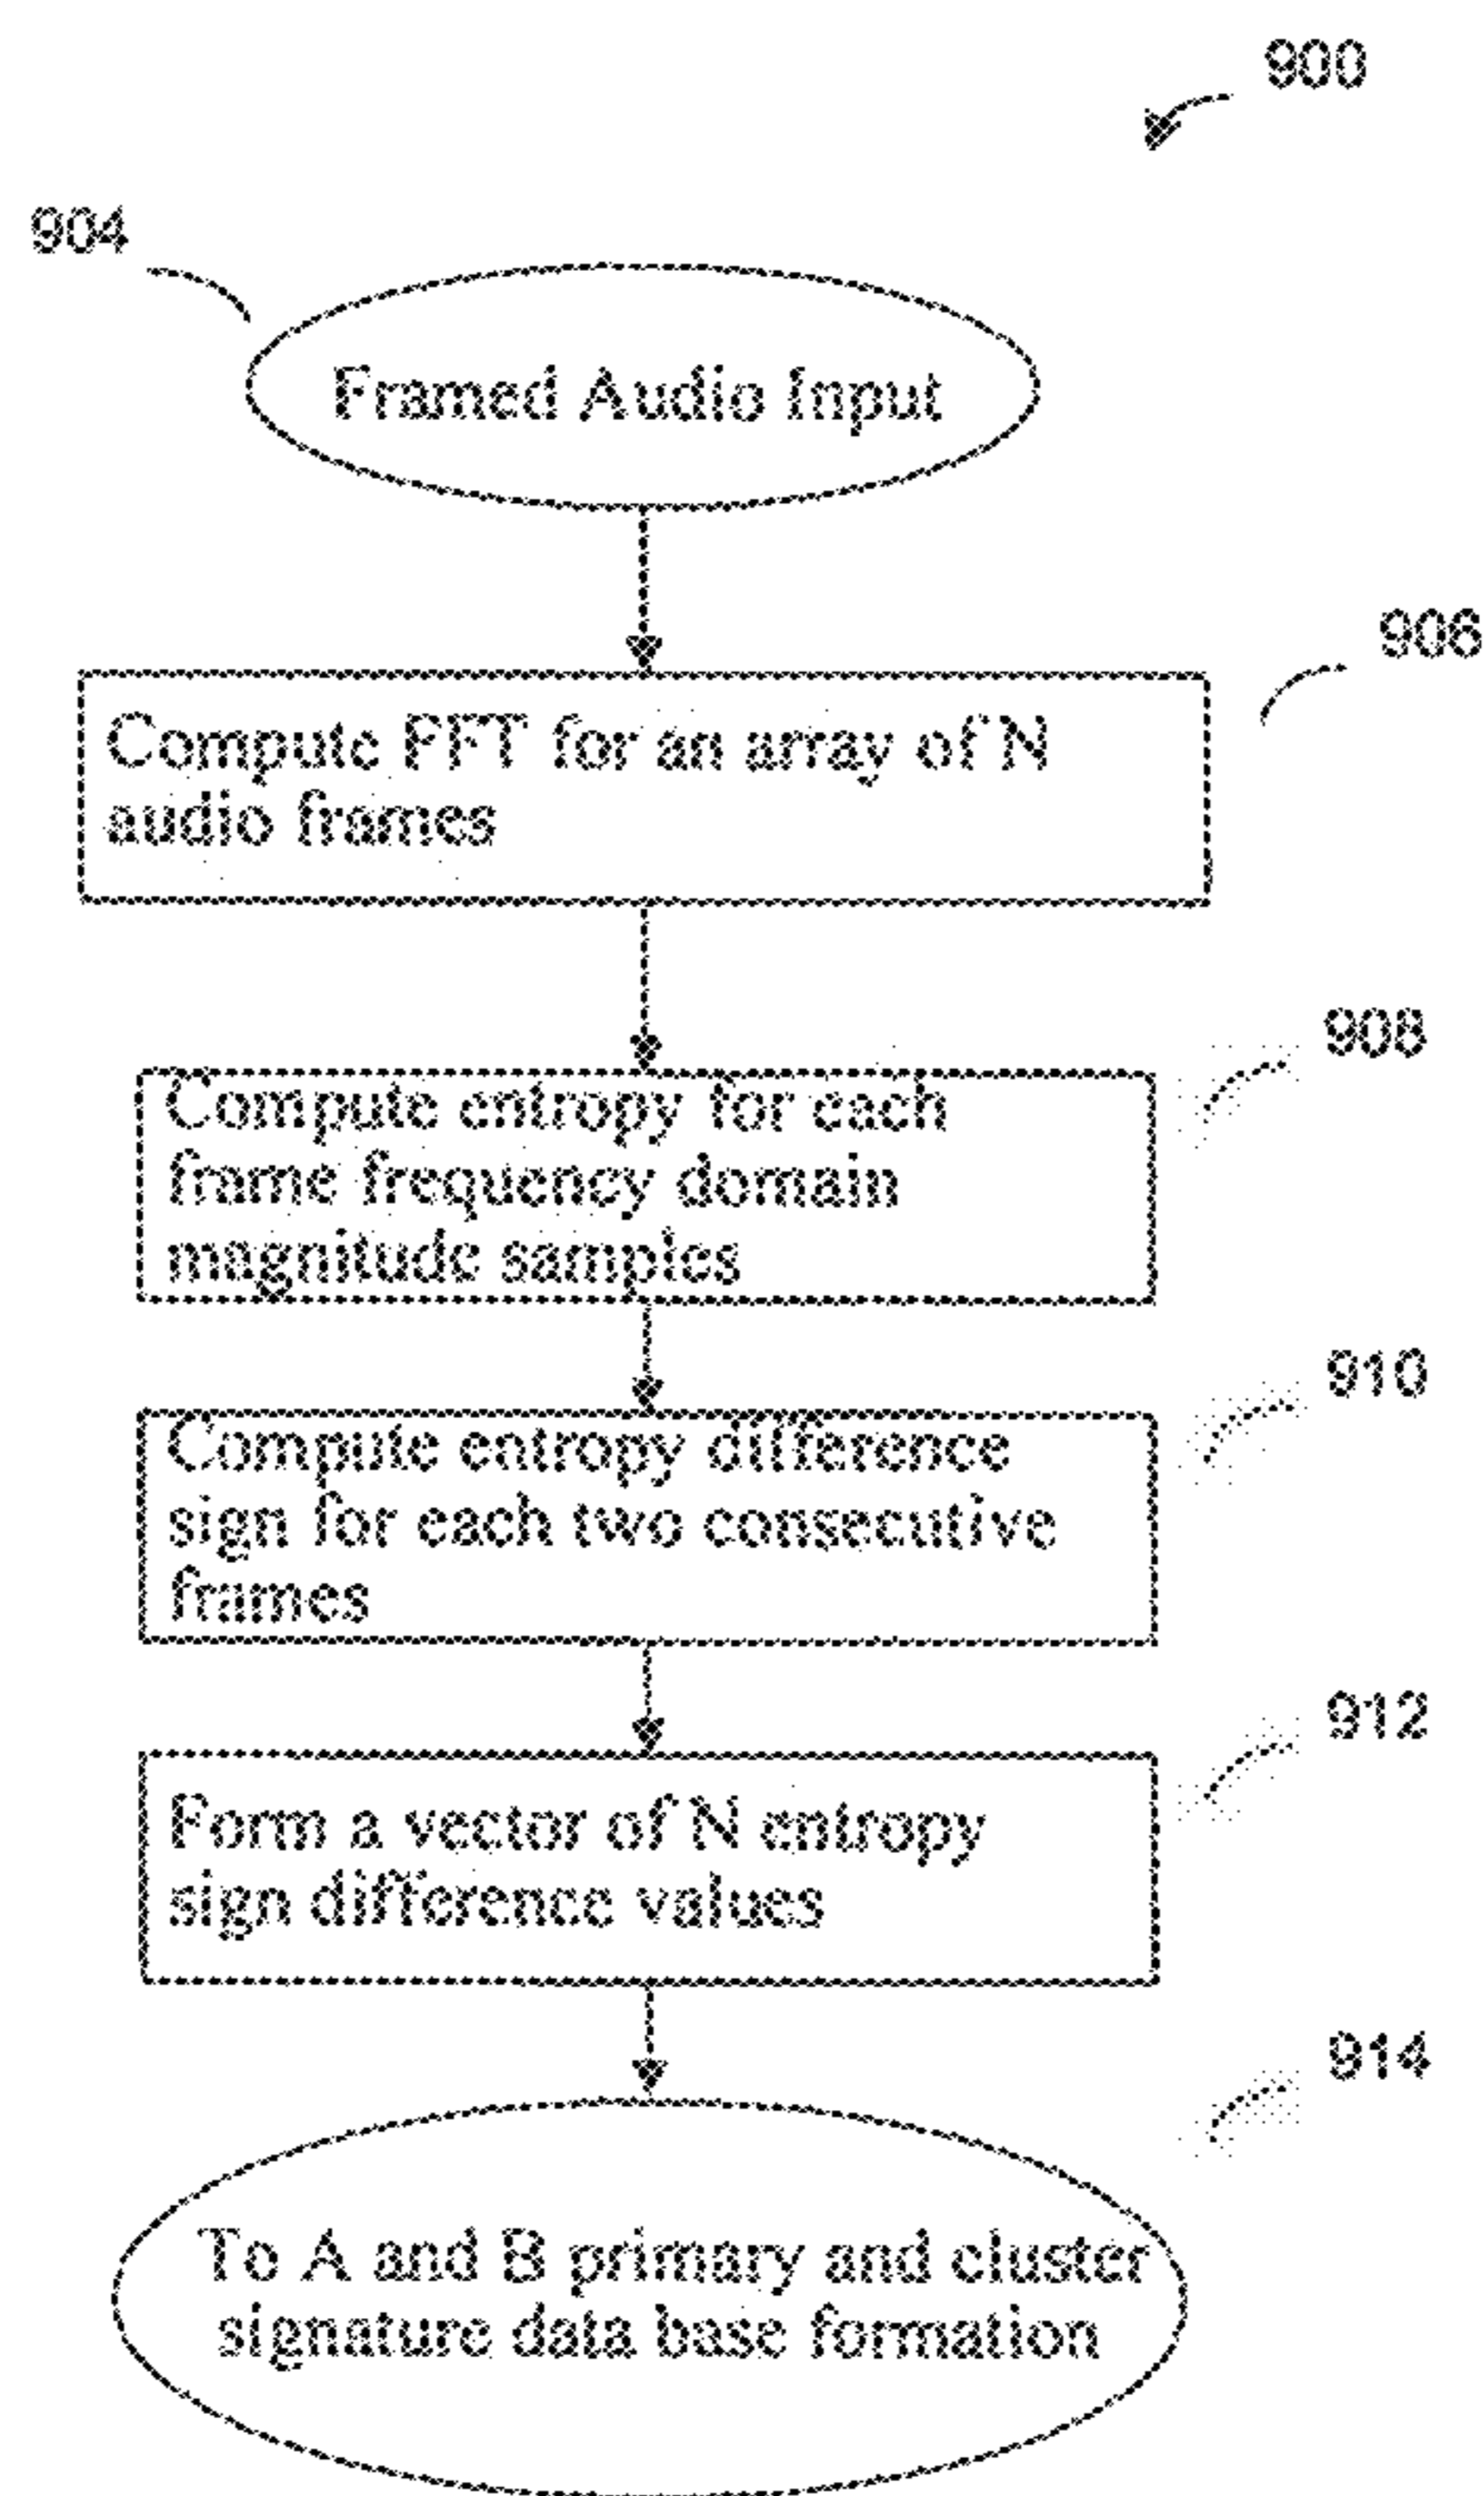 900
904
Framed Audio Input
906
Compute FFT for an array of N
audio frames
908
Compute entropy for each
frame frequency domain
magnitude samples
910
Compute entropy difference
sign for each two consecutive
frames
912
Form a vector of N entropy
sign difference values
914
To A and B primary and cluster
signature data base formation